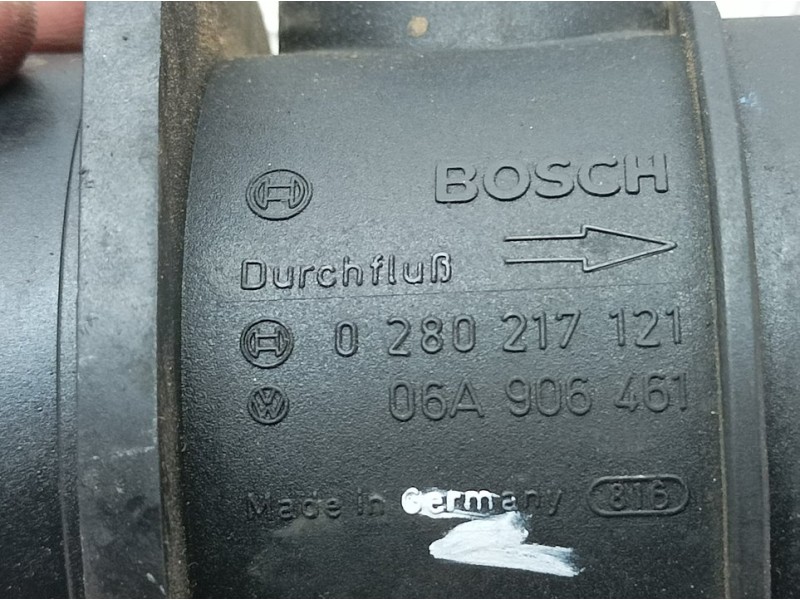 BOSCH
Durchfluß
0 280 217 121
06A 906 461
Made in Germany 816